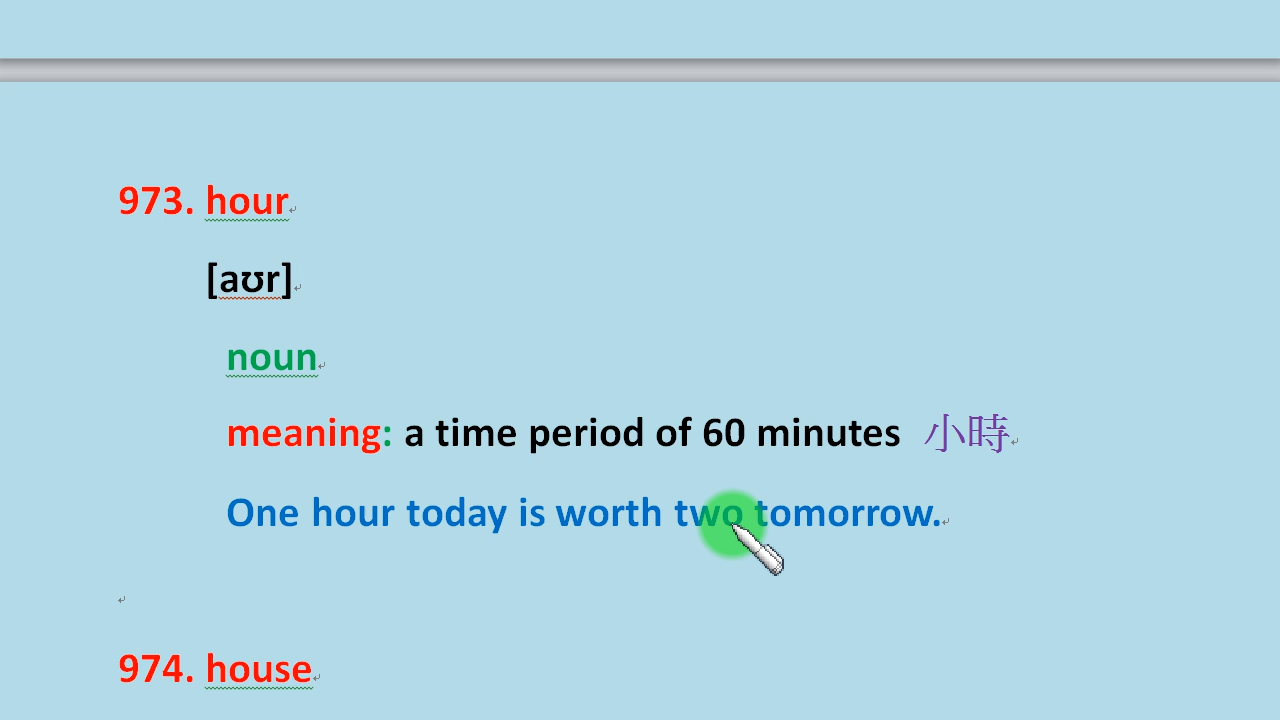 973. hour
[aʊr]
noun
meaning: a time period of 60 minutes 小時
One hour today is worth two tomorrow.
974. house